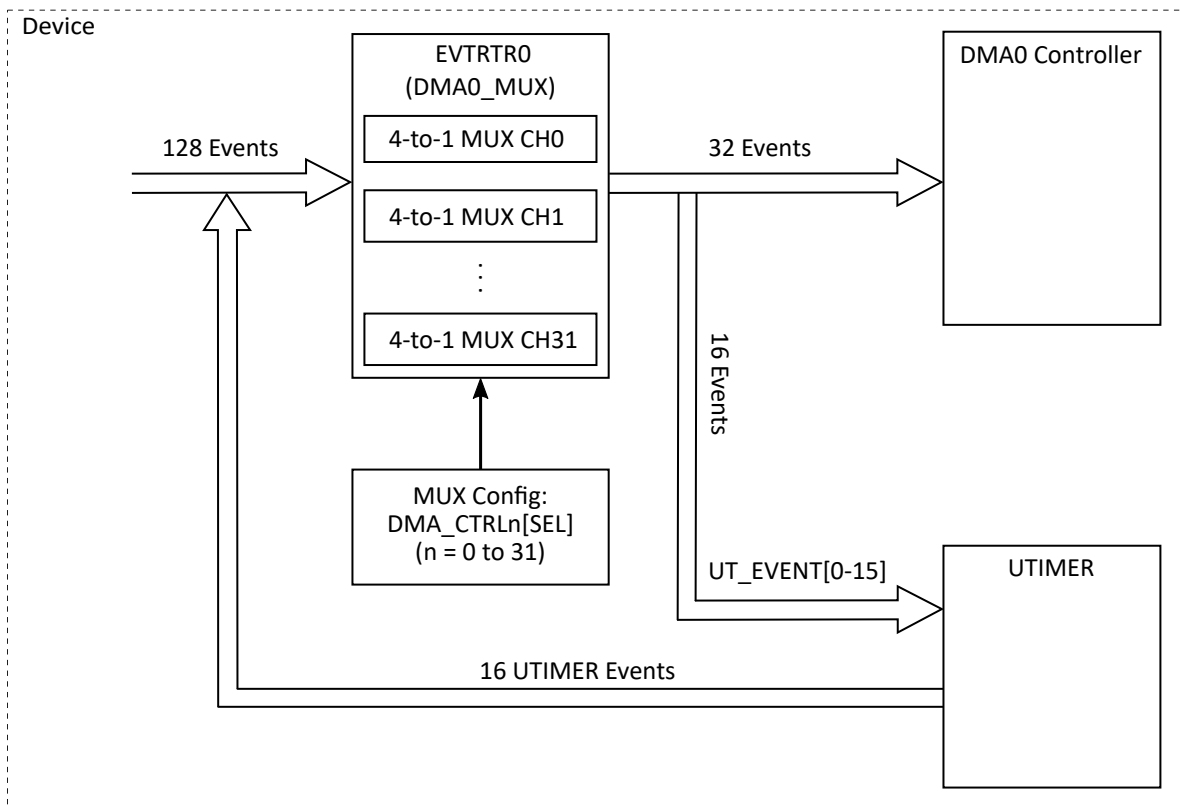 Device
EVTRTR0
(DMA0_MUX)
4-to-1 MUX CH0
4-to-1 MUX CH1
⋮
4-to-1 MUX CH31
128 Events
32 Events
DMA0 Controller
16 Events
MUX Config:
DMA_CTRLn[SEL]
(n = 0 to 31)
UT_EVENT[0-15]
UTIMER
16 UTIMER Events